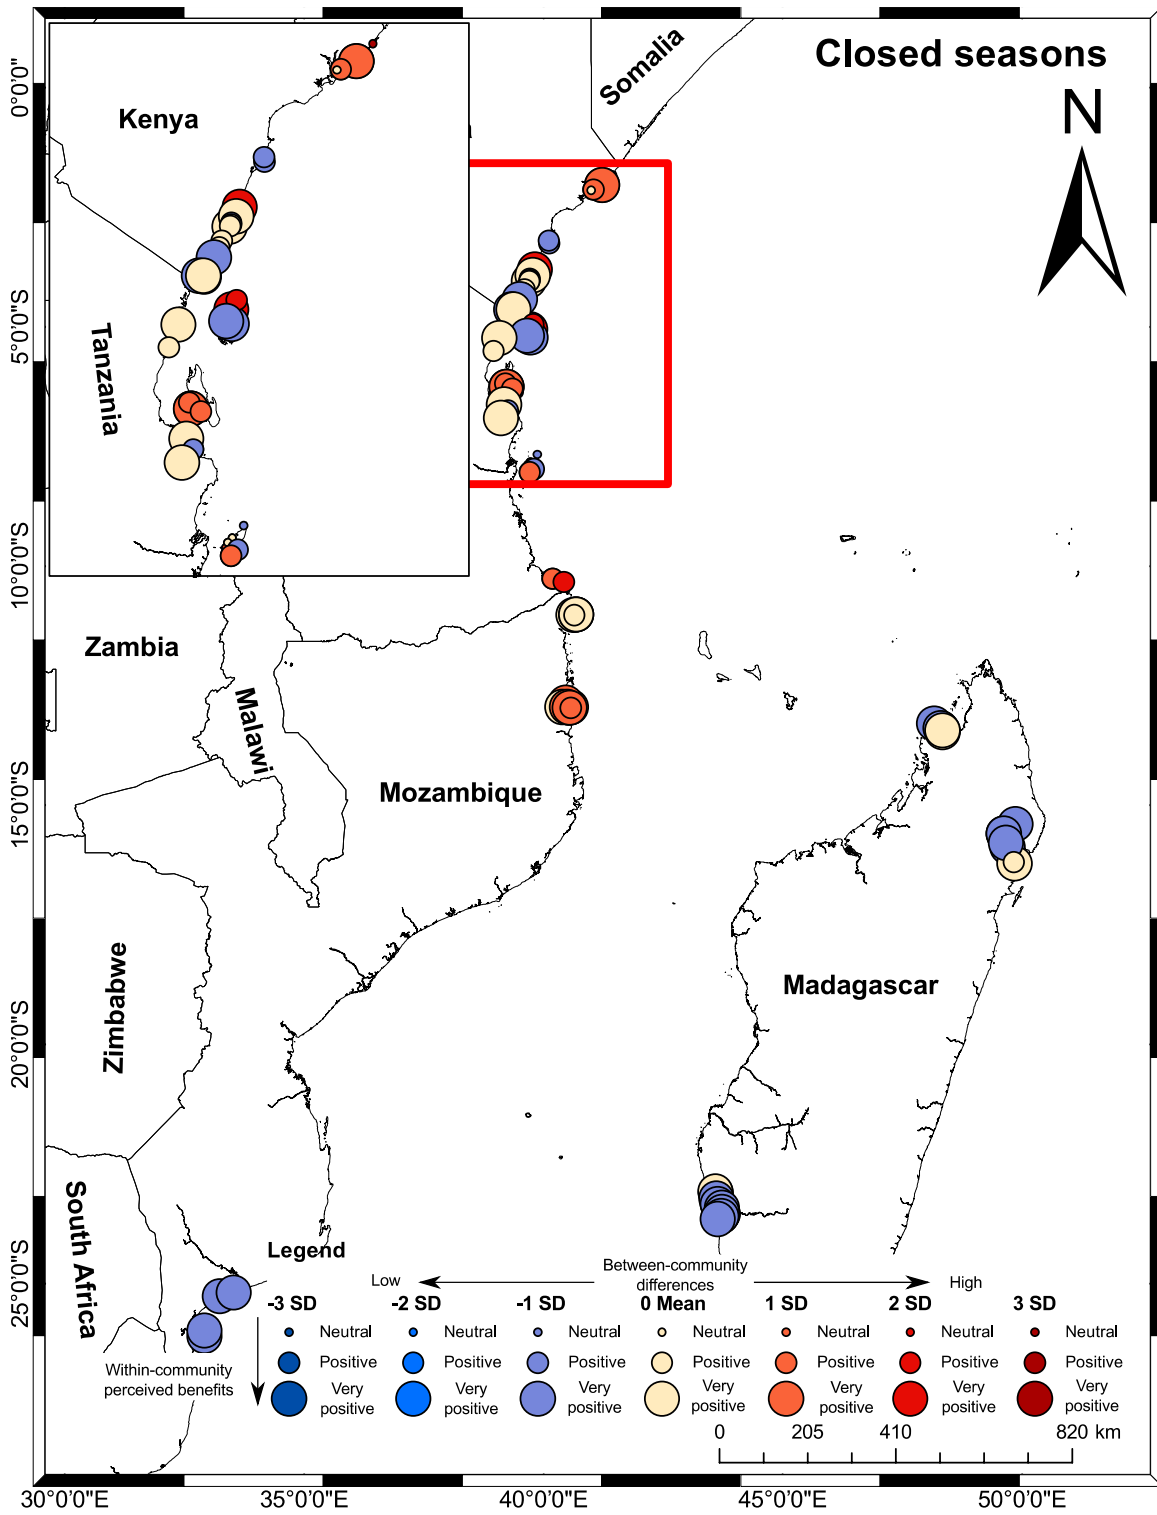 Closed seasons
N
Somalia
Kenya
Tanzania
Zambia
Malawi
Mozambique
Zimbabwe
Madagascar
South Africa
0°0'0"
5°0'0"S
10°0'0"S
15°0'0"S
20°0'0"S
25°0'0"S
Legend
Between-community
differences
Low
High
-3 SD -2 SD -1 SD 0 Mean 1 SD 2 SD 3 SD
Neutral Neutral Neutral Neutral Neutral Neutral Neutral
Positive Positive Positive Positive Positive Positive Positive
Very Very Very Very Very Very Very
positive positive positive positive positive positive positive
Within-community
perceived benefits
0 205 410 820 km
30°0'0"E 35°0'0"E 40°0'0"E 45°0'0"E 50°0'0"E